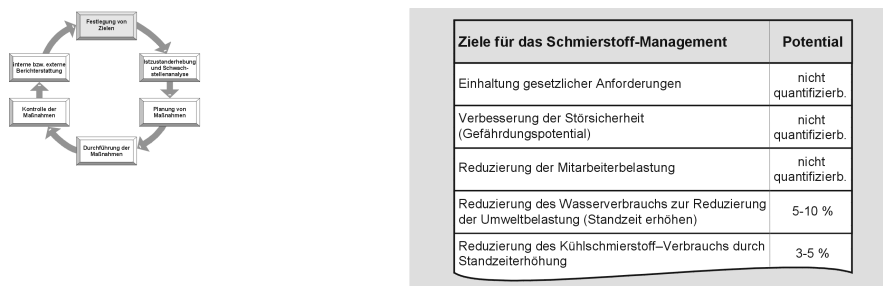 Festlegung von
Zielen
Istzustanderhebung
und Schwach-
stellenanalyse
Planung von
Maßnahmen
Durchführung der
Maßnahmen
Kontrolle der
Maßnahmen
Interne bzw. externe
Berichterstattung
Ziele für das Schmierstoff-Management
Potential
Einhaltung gesetzlicher Anforderungen
nicht
quantifizierb.
Verbesserung der Störsicherheit
(Gefährdungspotential)
nicht
quantifizierb.
Reduzierung der Mitarbeiterbelastung
nicht
quantifizierb.
Reduzierung des Wasserverbrauchs zur Reduzierung
der Umweltbelastung (Standzeit erhöhen)
5-10 %
Reduzierung des Kühlschmierstoff–Verbrauchs durch
Standzeiterhöhung
3-5 %